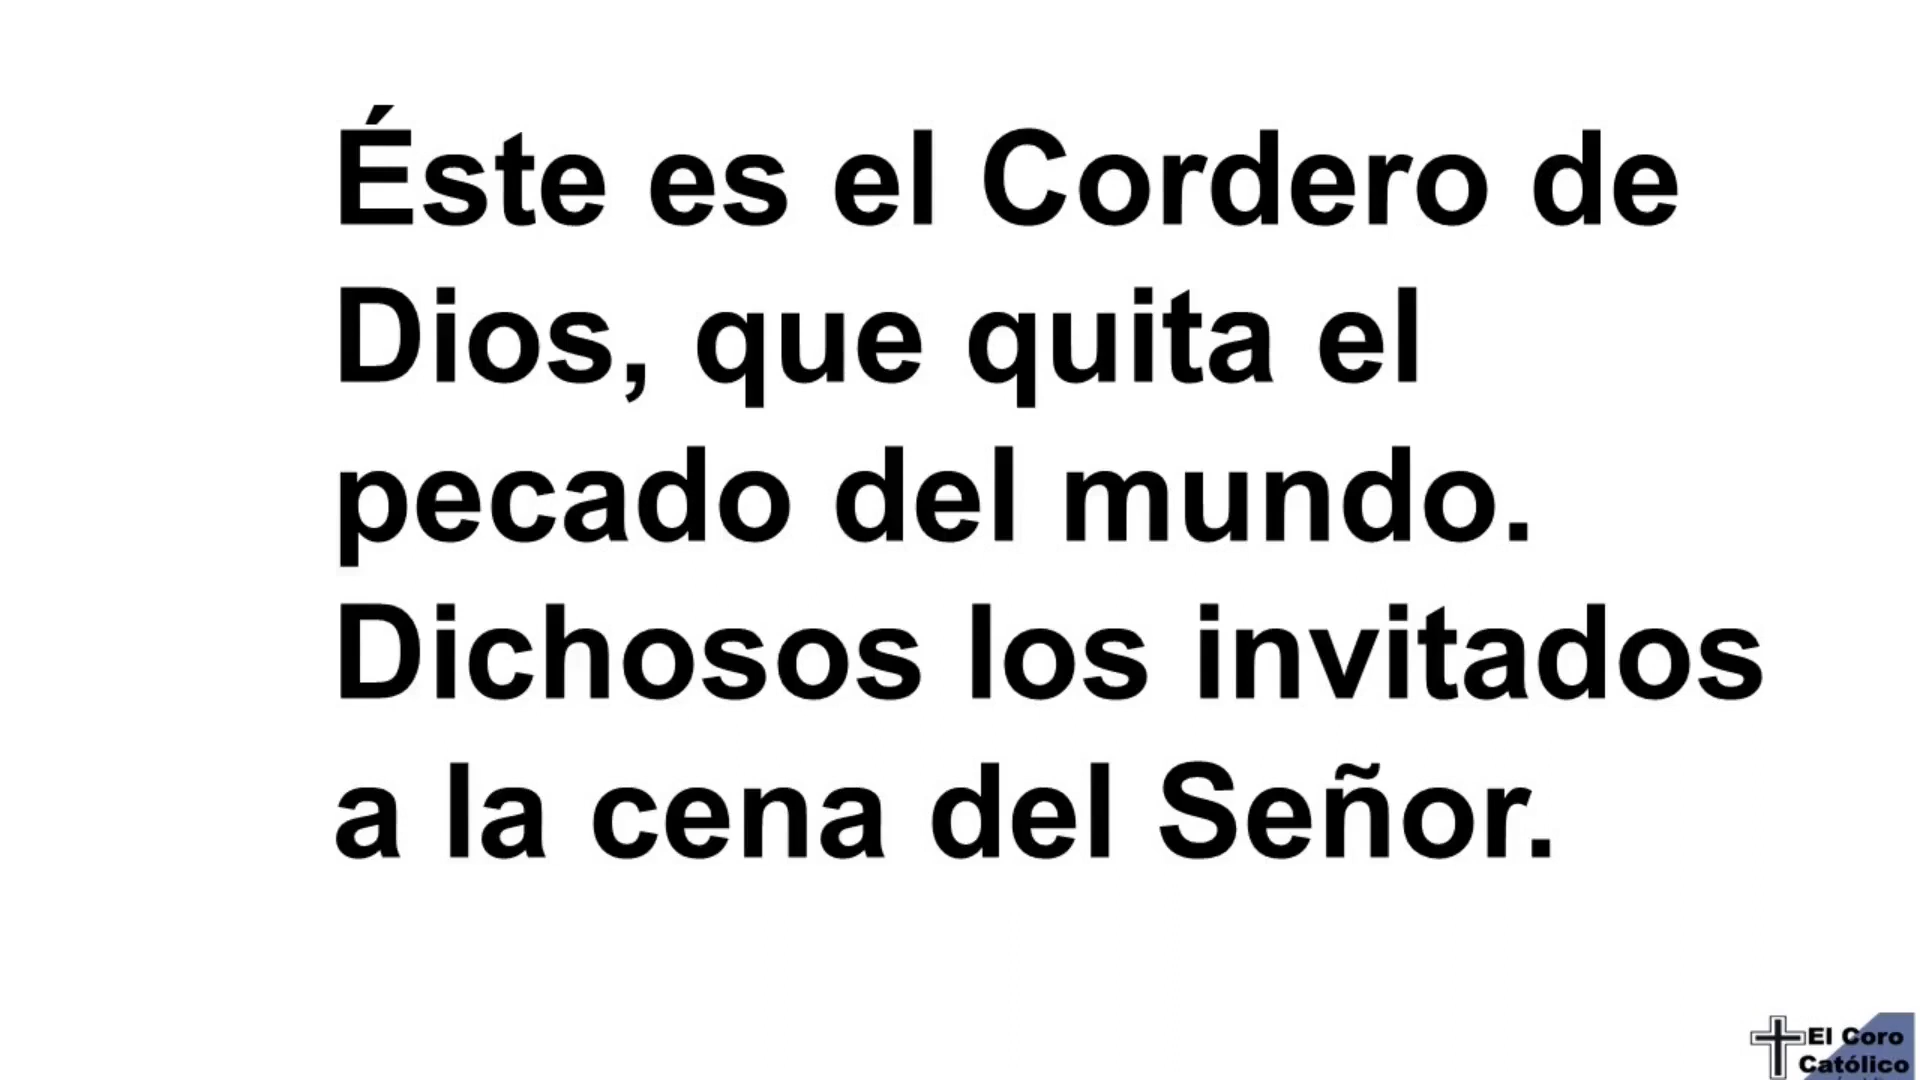 Éste es el Cordero de
Dios, que quita el
pecado del mundo.
Dichosos los invitados
a la cena del Señor.
El Coro
Católico